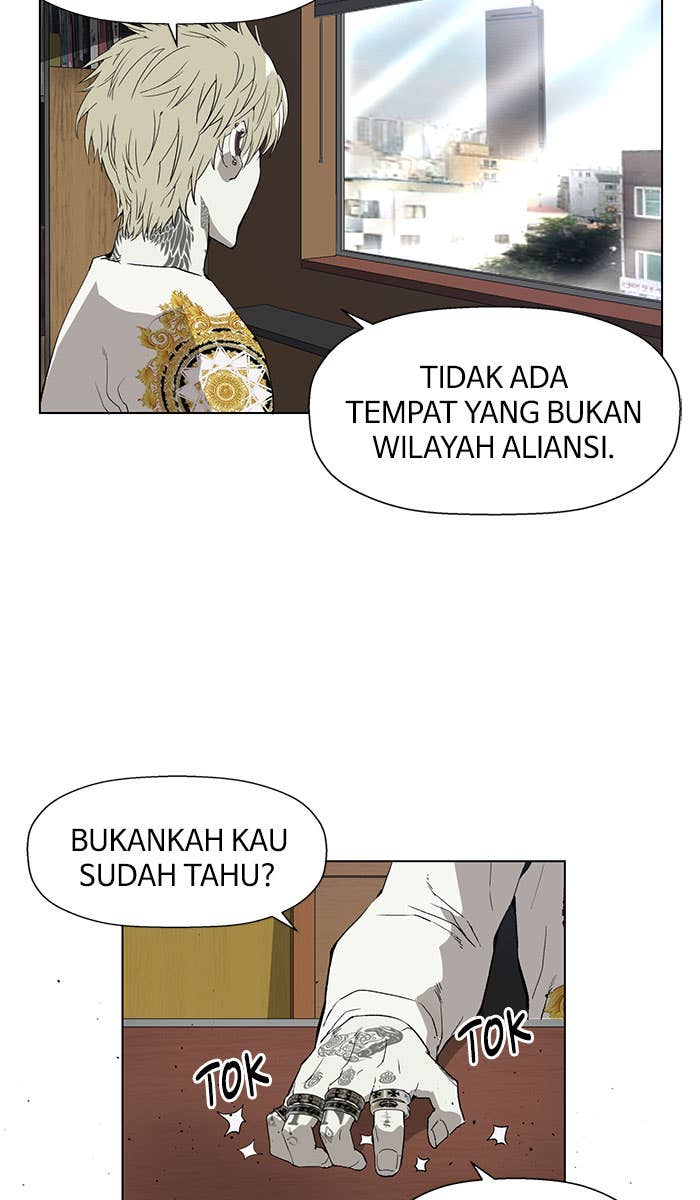 TIDAK ADA
TEMPAT YANG BUKAN
WILAYAH ALIANSI.
BUKANKAH KAU
SUDAH TAHU?
TOK
TOK